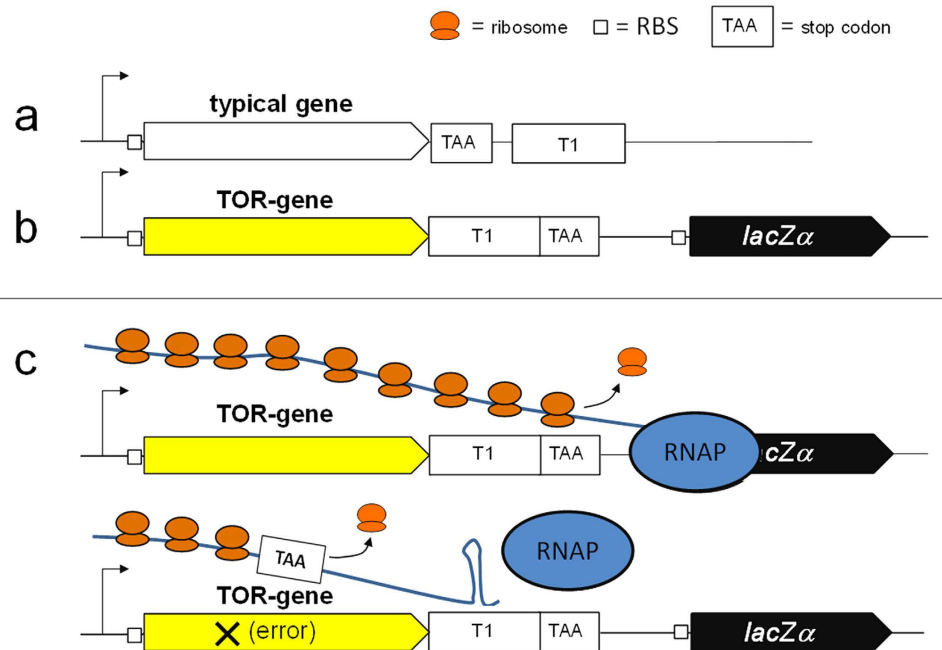 = ribosome = RBS TAA = stop codon
a
typical gene
TAA T1
b
TOR-gene
T1 TAA lacZα
c
TOR-gene
T1 TAA RNAP cZα
RNAP
TAA
TOR-gene
X (error) T1 TAA lacZα